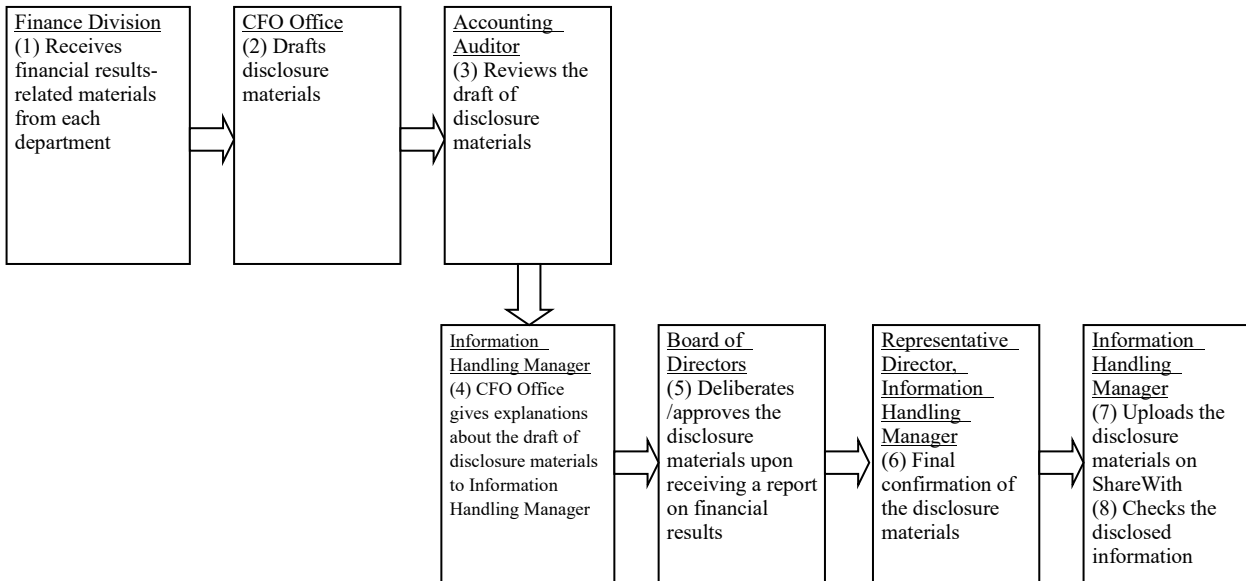 Finance Division
(1) Receives
financial results-
related materials
from each
department
CFO Office
(2) Drafts
disclosure
materials
Accounting
Auditor
(3) Reviews the
draft of
disclosure
materials
Information
Handling Manager
(4) CFO Office
gives explanations
about the draft of
disclosure materials
to Information
Handling Manager
Board of
Directors
(5) Deliberates
/approves the
disclosure
materials upon
receiving a report
on financial
results
Representative
Director,
Information
Handling
Manager
(6) Final
confirmation of
the disclosure
materials
Information
Handling
Manager
(7) Uploads the
disclosure
materials on
ShareWith
(8) Checks the
disclosed
information